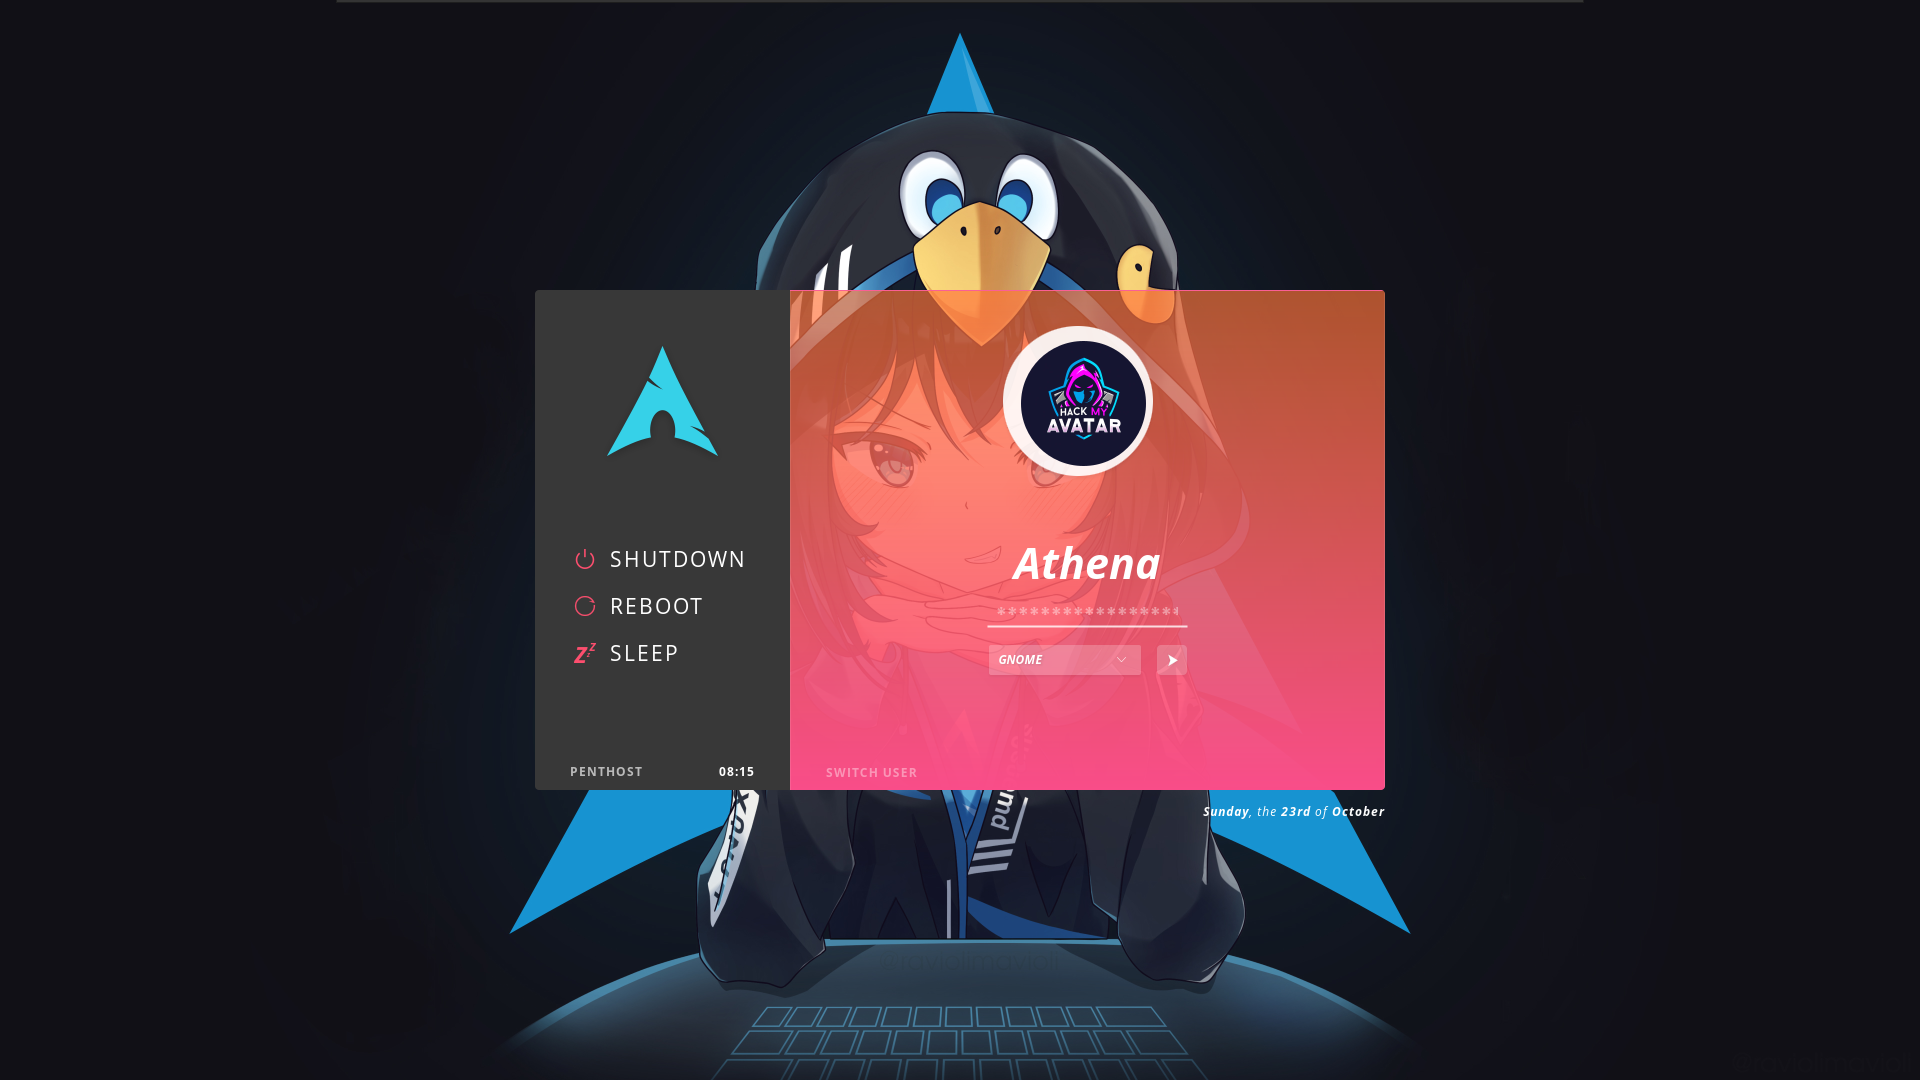 HACK MY
AVATAR
SHUTDOWN
REBOOT
SLEEP
Athena
*****************
GNOME
PENTHOST
08:15
SWITCH USER
Sunday, the 23rd of October